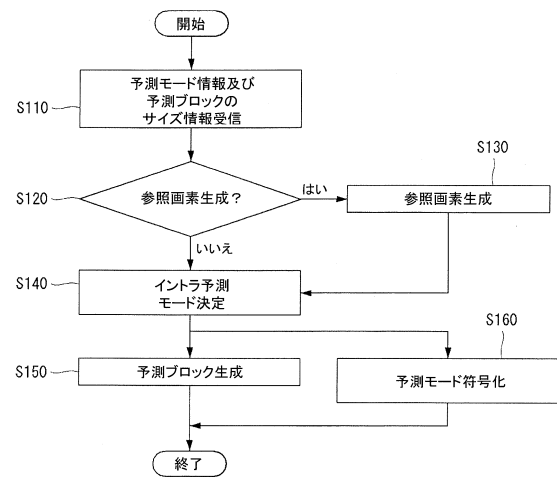 開始
予測モード情報及び
予測ブロックの
サイズ情報受信
S110
S130
参照画素生成?
はい
参照画素生成
S120
いいえ
S140
イントラ予測
モード決定
S160
S150
予測ブロック生成
予測モード符号化
終了